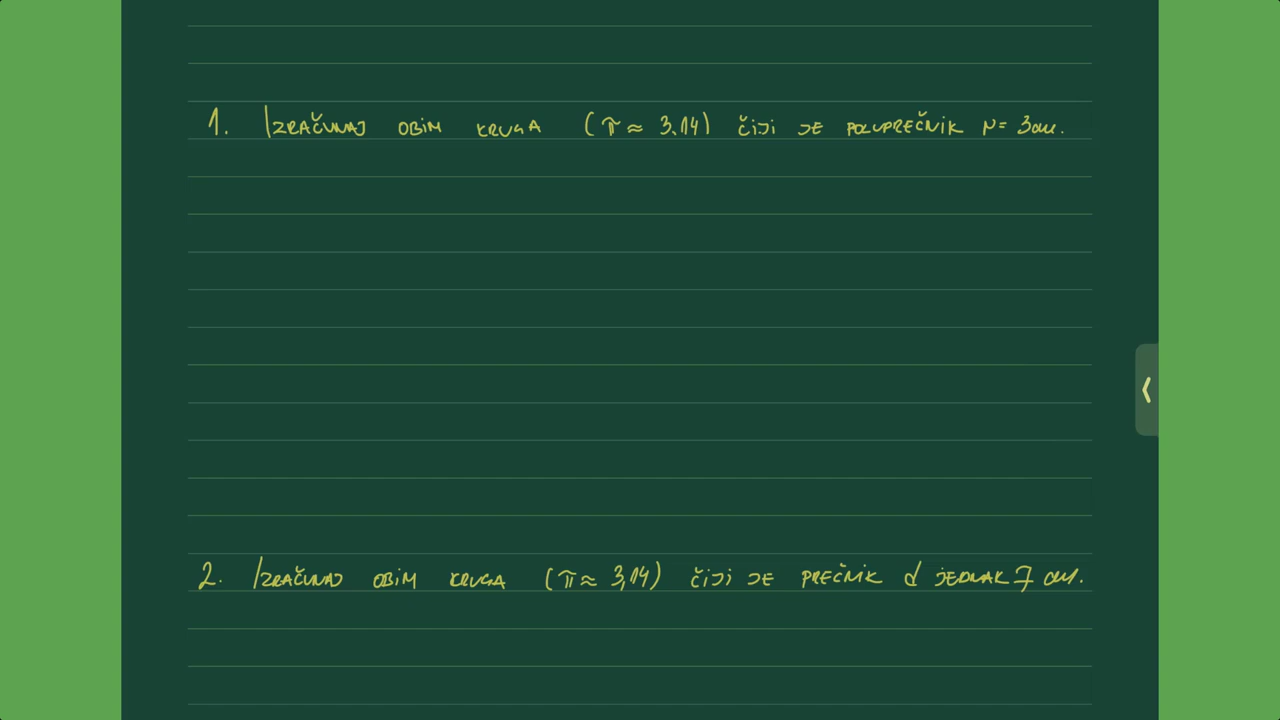 1. IZRAČUNAJ OBIM KRUGA (π ≈ 3.14) ČIJI JE POLUPREČNIK r = 3cm.
2. IZRAČUNAJ OBIM KRUGA (π ≈ 3,14) ČIJI JE PREČNIK d JEDNAK 7 cm.